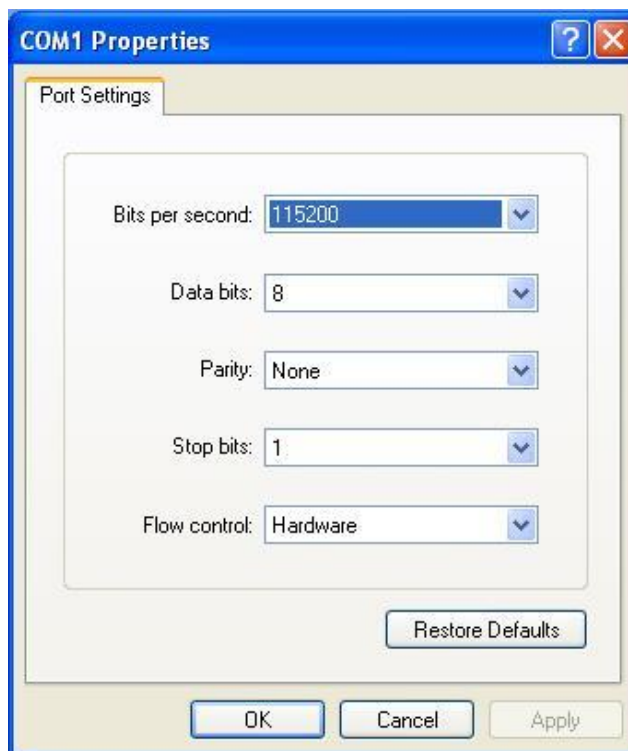 COM1 Properties
Port Settings
Bits per second: 115200
Data bits: 8
Parity: None
Stop bits: 1
Flow control: Hardware
Restore Defaults
OK Cancel Apply